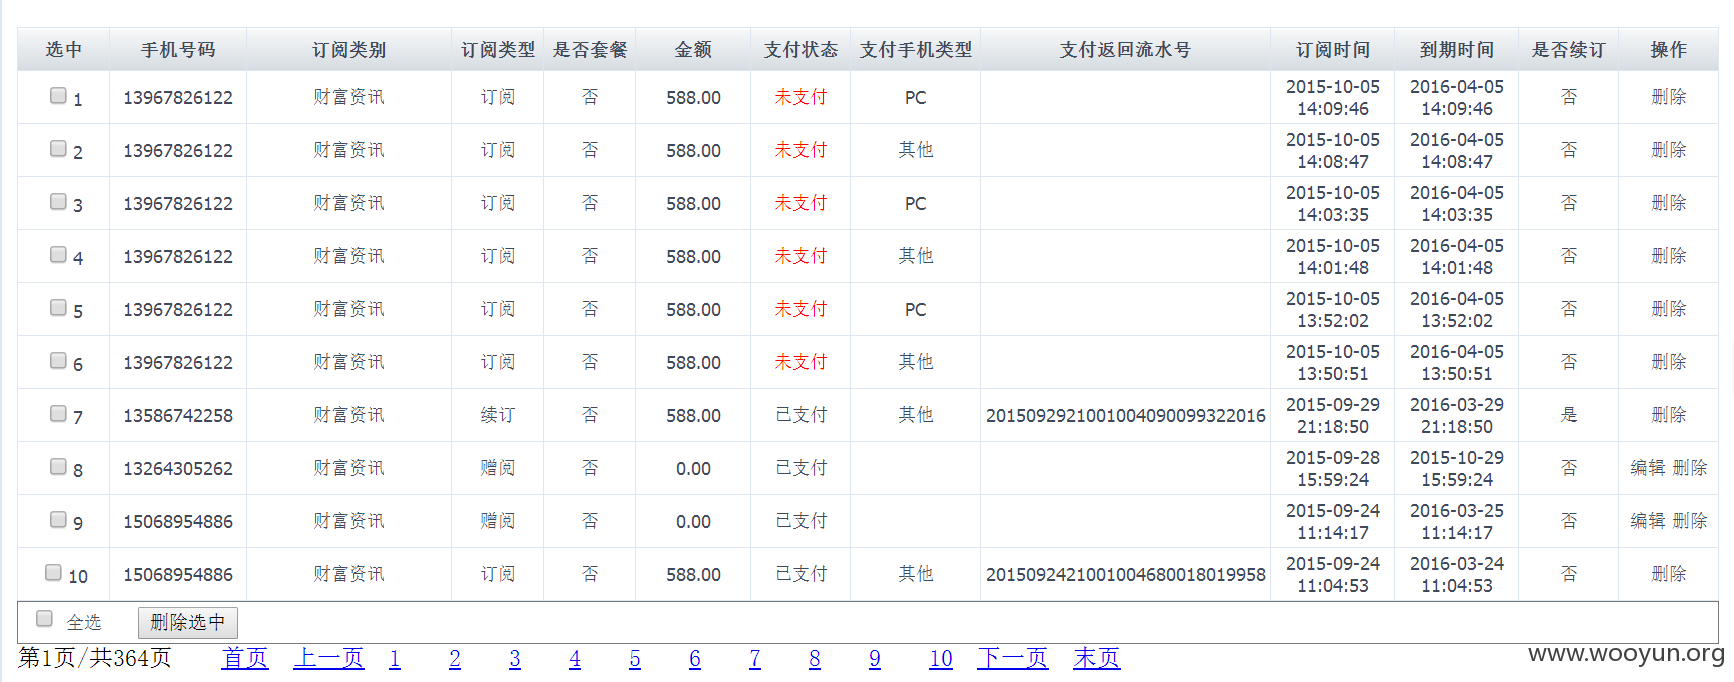 选中 手机号码 订阅类别 订阅类型 是否套餐 金额 支付状态 支付手机类型 支付返回流水号 订阅时间 到期时间 是否续订 操作
1 13967826122 财富资讯 订阅 否 588.00 未支付 PC 2015-10-05 14:09:46 2016-04-05 14:09:46 否 删除
2 13967826122 财富资讯 订阅 否 588.00 未支付 其他 2015-10-05 14:08:47 2016-04-05 14:08:47 否 删除
3 13967826122 财富资讯 订阅 否 588.00 未支付 PC 2015-10-05 14:03:35 2016-04-05 14:03:35 否 删除
4 13967826122 财富资讯 订阅 否 588.00 未支付 其他 2015-10-05 14:01:48 2016-04-05 14:01:48 否 删除
5 13967826122 财富资讯 订阅 否 588.00 未支付 PC 2015-10-05 13:52:02 2016-04-05 13:52:02 否 删除
6 13967826122 财富资讯 订阅 否 588.00 未支付 其他 2015-10-05 13:50:51 2016-04-05 13:50:51 否 删除
7 13586742258 财富资讯 续订 否 588.00 已支付 其他 2015092921001004090099322016 2015-09-29 21:18:50 2016-03-29 21:18:50 是 删除
8 13264305262 财富资讯 赠阅 否 0.00 已支付 2015-09-28 15:59:24 2015-10-29 15:59:24 否 编辑 删除
9 15068954886 财富资讯 赠阅 否 0.00 已支付 2015-09-24 11:14:17 2016-03-25 11:14:17 否 编辑 删除
10 15068954886 财富资讯 订阅 否 588.00 已支付 其他 2015092421001004680018019958 2015-09-24 11:04:53 2016-03-24 11:04:53 否 删除
全选 删除选中
第1页/共364页 首页 上一页 1 2 3 4 5 6 7 8 9 10 下一页 末页
www.wooyun.org